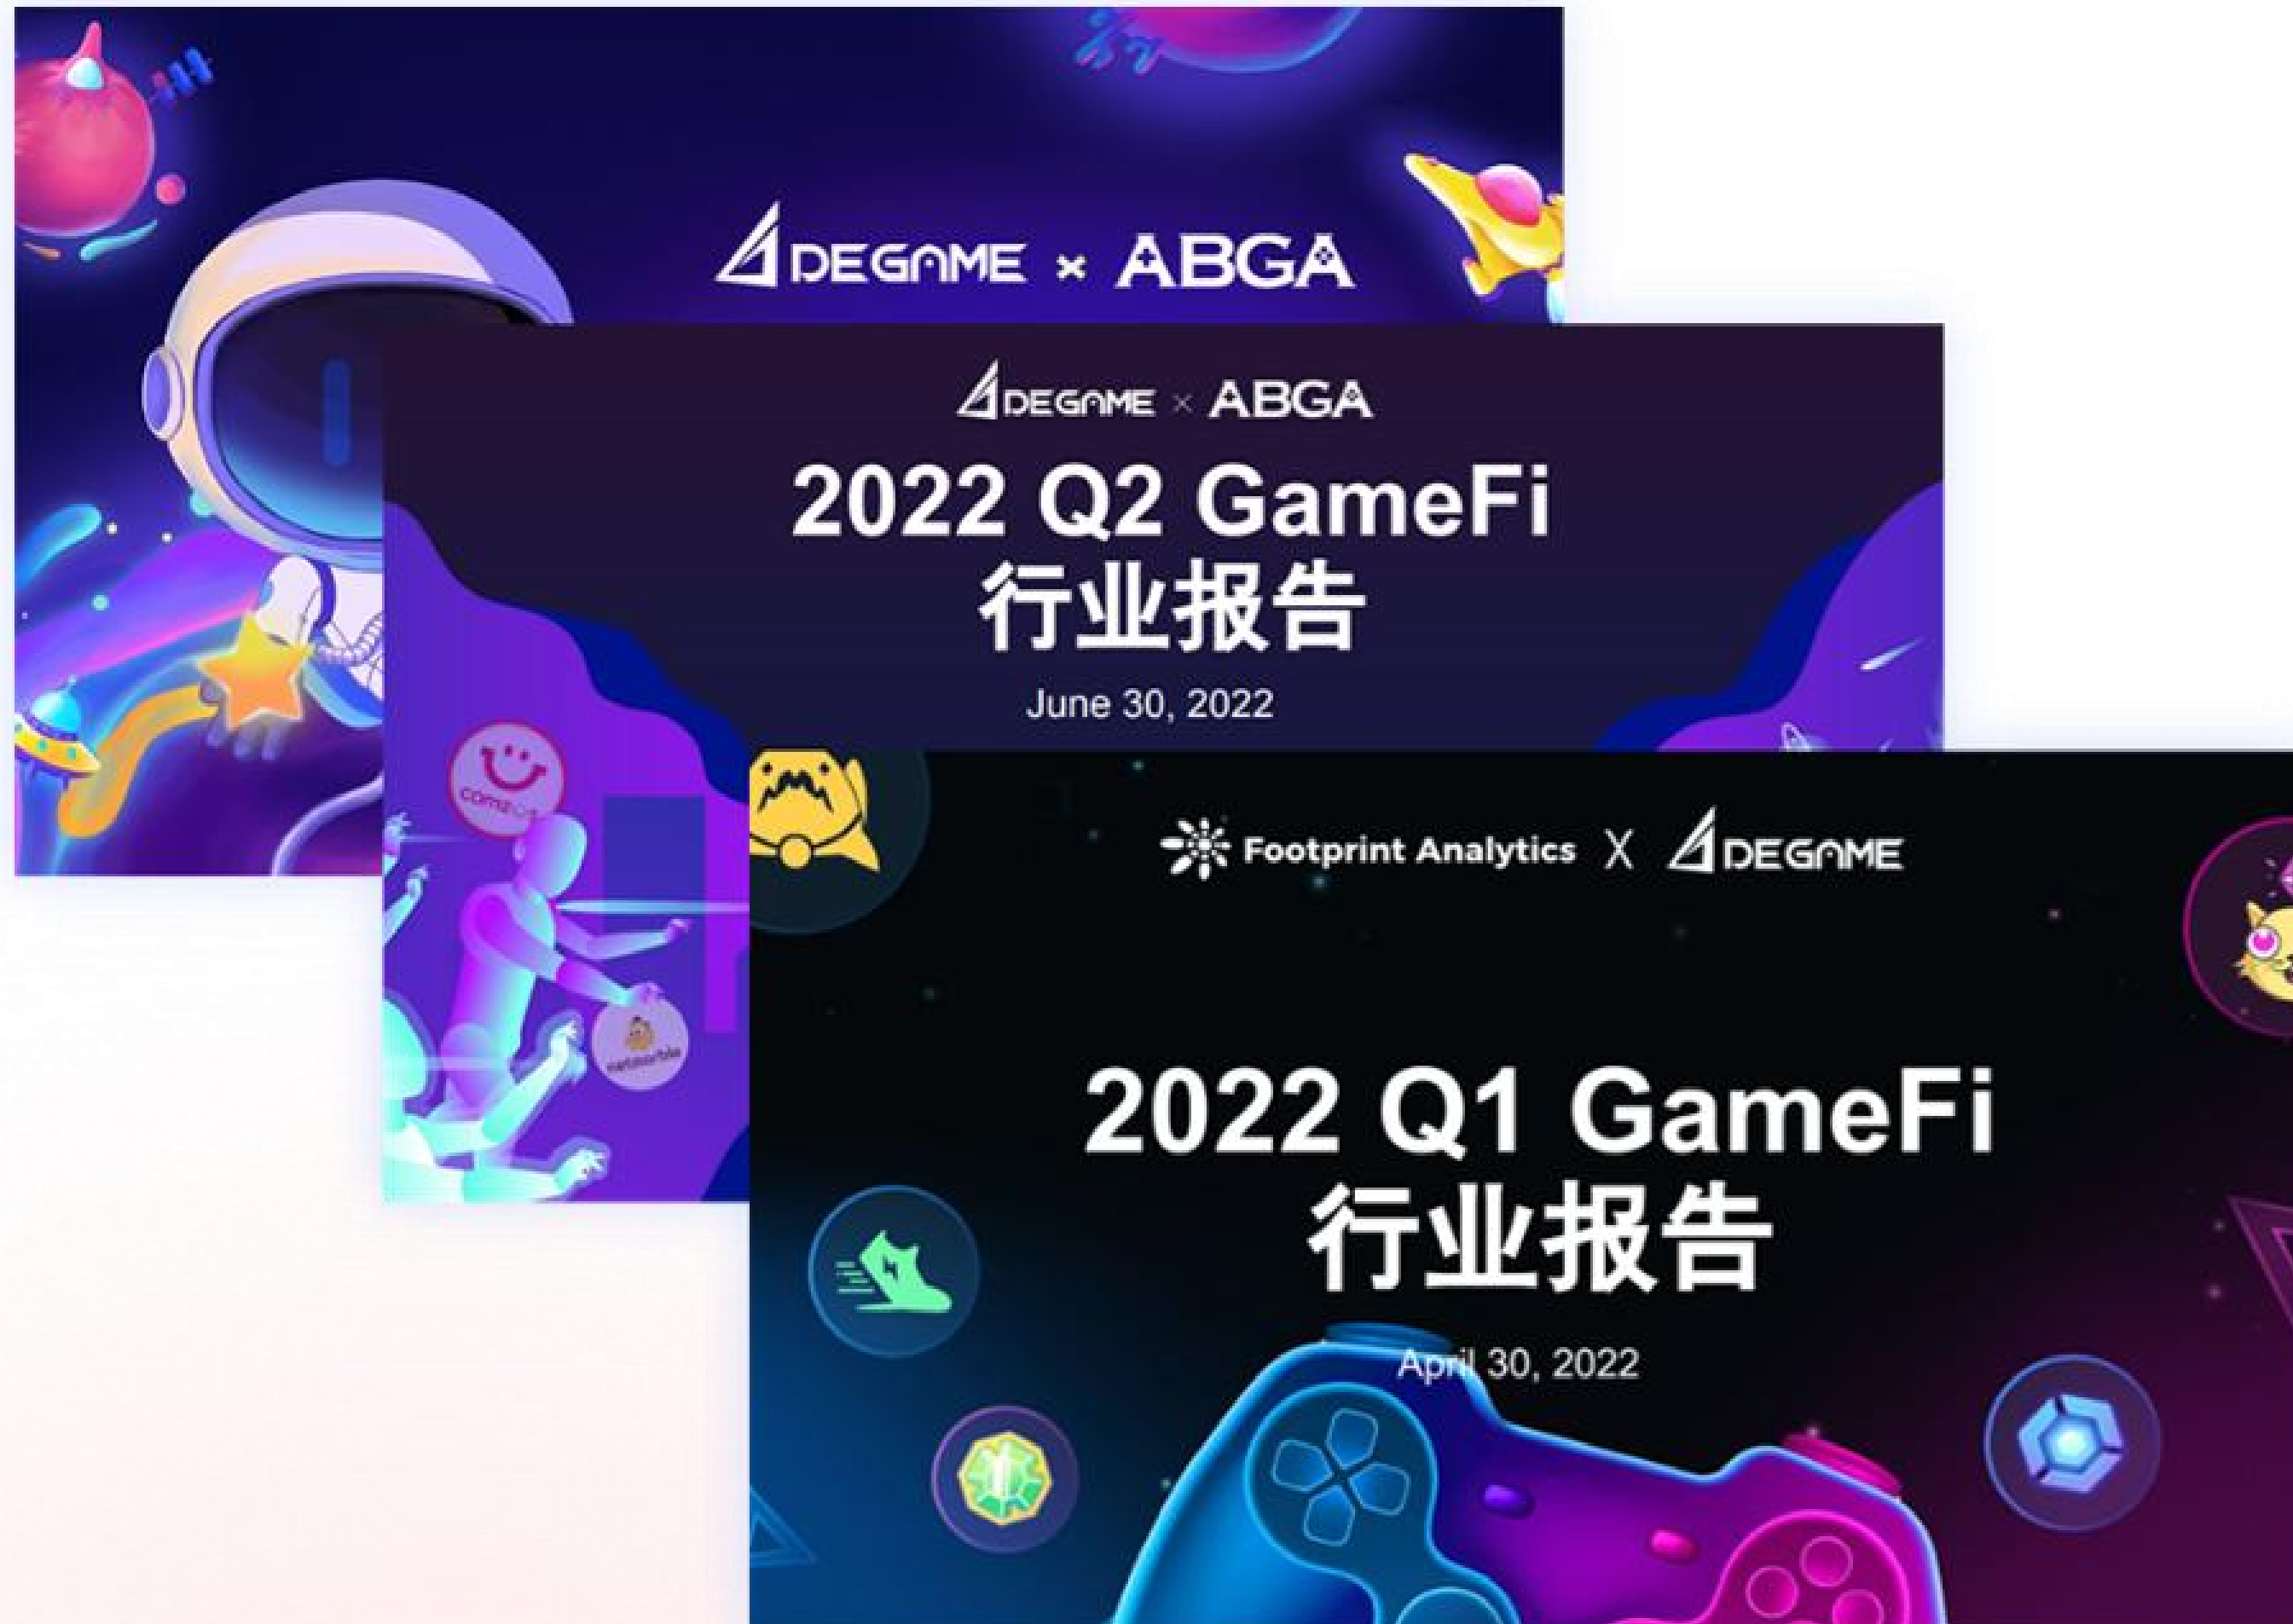 DEGAME × ABGA
DEGAME × ABGA
2022 Q2 GameFi
行业报告
June 30, 2022
netmarble
Footprint Analytics X DEGAME
2022 Q1 GameFi
行业报告
April 30, 2022